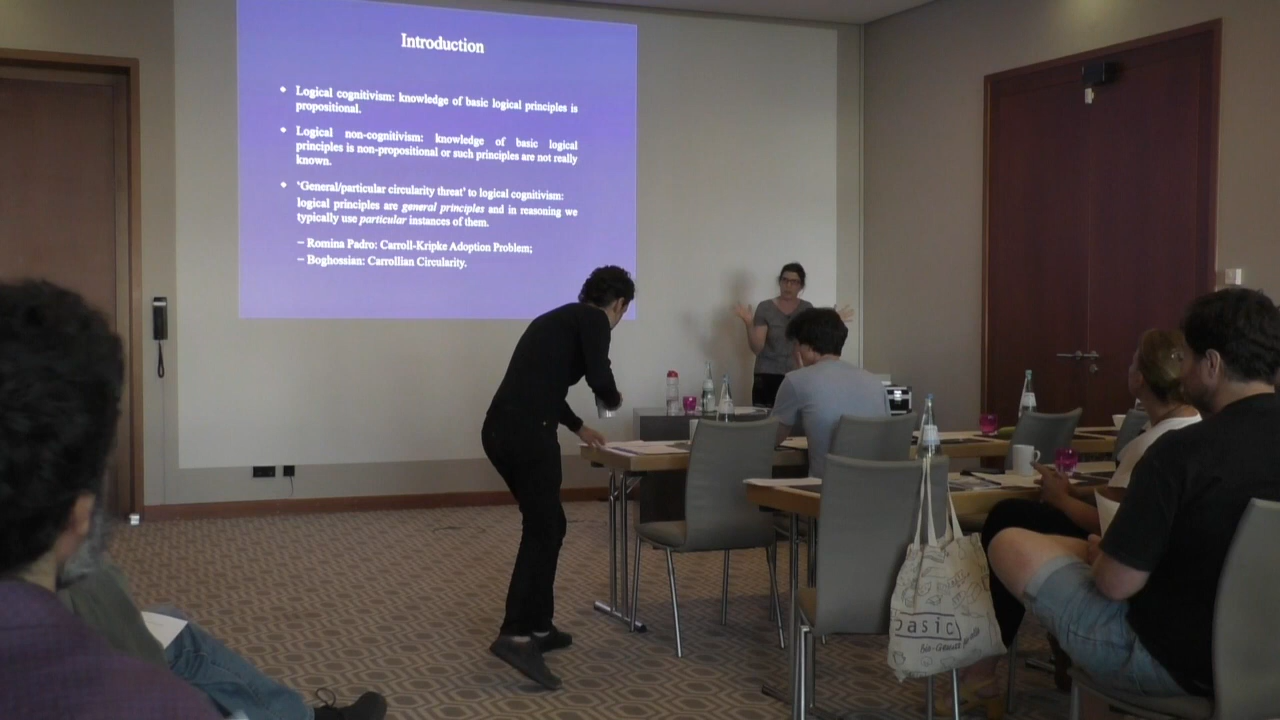 Introduction
Logical cognitivism: knowledge of basic logical principles is
propositional.
Logical non-cognitivism: knowledge of basic logical
principles is non-propositional or such principles are not really
known.
‘General/particular circularity threat’ to logical cognitivism:
logical principles are general principles and in reasoning we
typically use particular instances of them.
– Romina Padro: Carroll-Kripke Adoption Problem;
– Boghossian: Carrollian Circularity.
basic